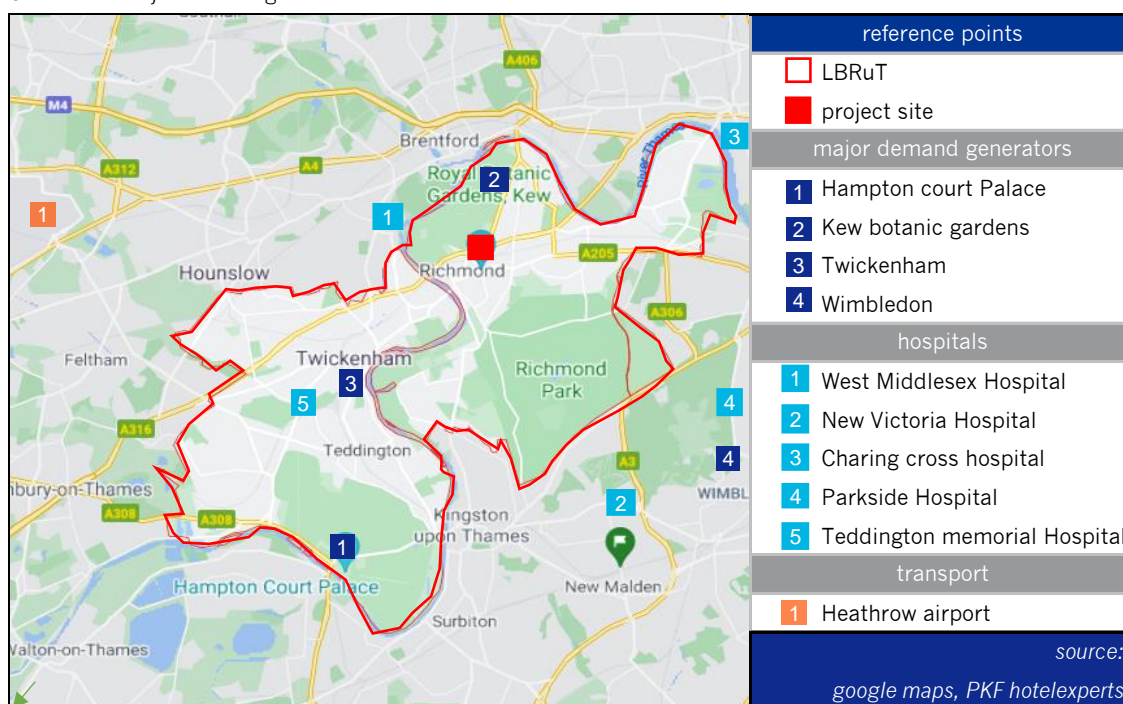 A406
M4
Brentford
River Thames
3
A312
A4
Royal Botanic
Gardens, Kew
2
1
1
Hounslow
Richmond
A205
A306
Feltham
Twickenham
3
Richmond
Park
5
4
A316
Teddington
A3
4
nbury-on-Thames
WIMBL
A308
A308
2
Kingston
upon Thames
1
Hampton Court Palace
New Malden
Surbiton
Walton-on-Thames
reference points
LBRuT
project site
major demand generators
1 Hampton court Palace
2 Kew botanic gardens
3 Twickenham
4 Wimbledon
hospitals
1 West Middlesex Hospital
2 New Victoria Hospital
3 Charing cross hospital
4 Parkside Hospital
5 Teddington memorial Hospital
transport
1 Heathrow airport
source:
google maps, PKF hotelexperts